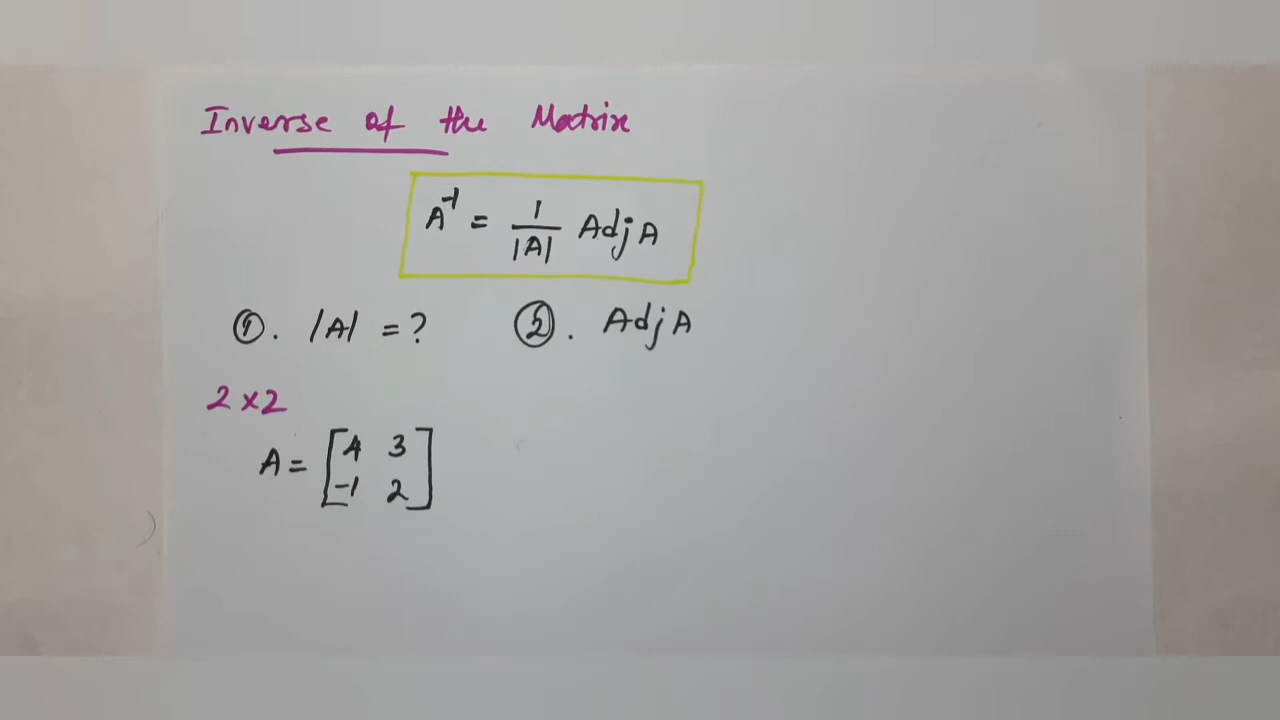 Inverse of the Matrix
A⁻¹ = 1/|A| Adj A
①. |A| = ? ②. Adj A
2×2
A = [4 3
-1 2]